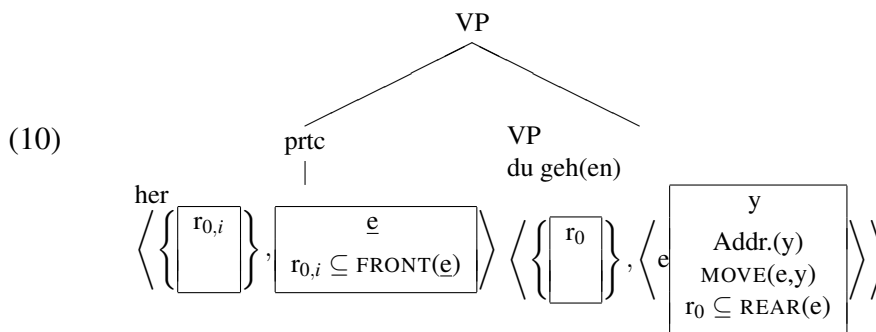 VP
(10)
prtc VP
du geh(en)
her
⟨ { r₀,ᵢ } , e̲ r₀,ᵢ ⊆ FRONT(e̲) ⟩ ⟨ { r₀ } , ⟨ e y Addr.(y) MOVE(e,y) r₀ ⊆ REAR(e) ⟩ ⟩